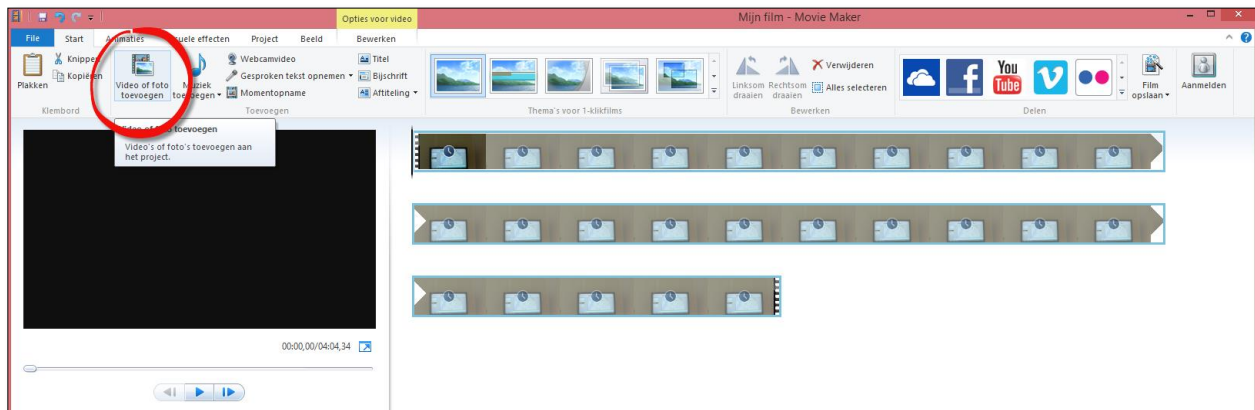 Opties voor video
Mijn film - Movie Maker
File Start Animaties effecten Project Beeld Bewerken
Plakken
Knippen
Kopiëren
Klembord
Video of foto
toevoegen
Muziek
toevoegen
Webcamvideo
Gesproken tekst opnemen
Momentopname
Titel
Bijschrift
Aftiteling
Toevoegen
Thema's voor 1-klikfilms
Linksom
draaien
Rechtsom
draaien
Verwijderen
Alles selecteren
Bewerken
You
Tube
Delen
Film
opslaan
Aanmelden
Video of foto toevoegen
Video's of foto's toevoegen aan
het project.
00:00,00/04:04,34